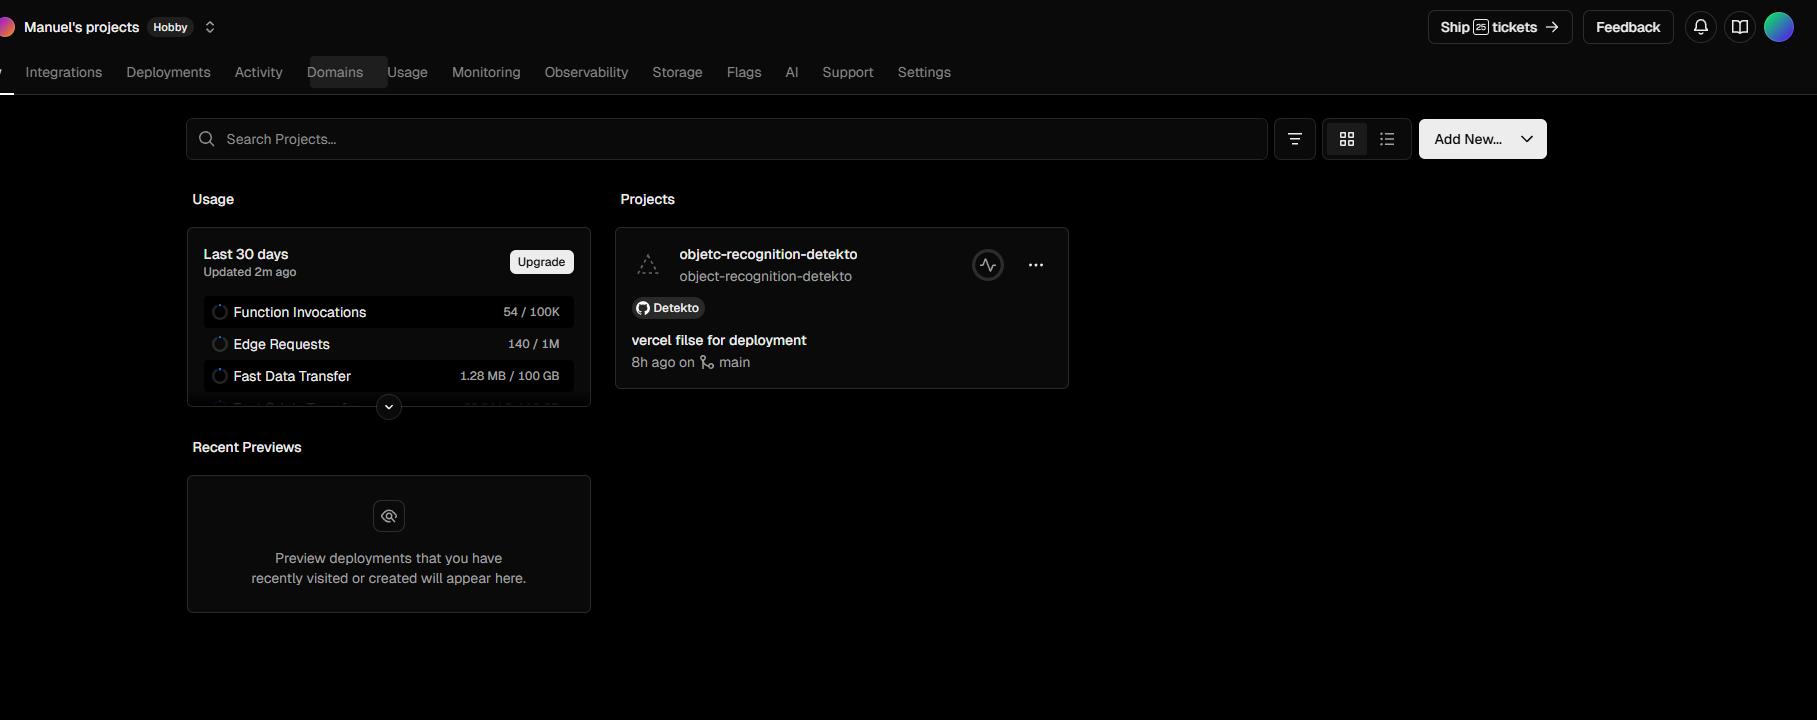 Manuel's projects Hobby
Ship 25 tickets → Feedback
Integrations Deployments Activity Domains Usage Monitoring Observability Storage Flags AI Support Settings
Search Projects...
Add New...
Usage
Last 30 days
Updated 2m ago
Upgrade
Function Invocations 54 / 100K
Edge Requests 140 / 1M
Fast Data Transfer 1.28 MB / 100 GB
Recent Previews
Preview deployments that you have
recently visited or created will appear here.
Projects
objetc-recognition-detekto
object-recognition-detekto
Detekto
vercel filse for deployment
8h ago on main